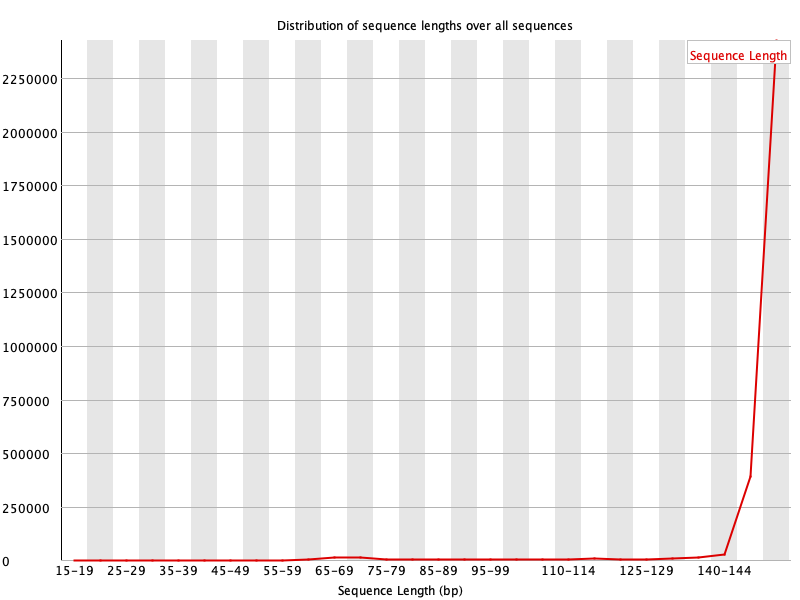 Distribution of sequence lengths over all sequences
Sequence Length
2250000
2000000
1750000
1500000
1250000
1000000
750000
500000
250000
0
15-19 25-29 35-39 45-49 55-59 65-69 75-79 85-89 95-99 110-114 125-129 140-144
Sequence Length (bp)